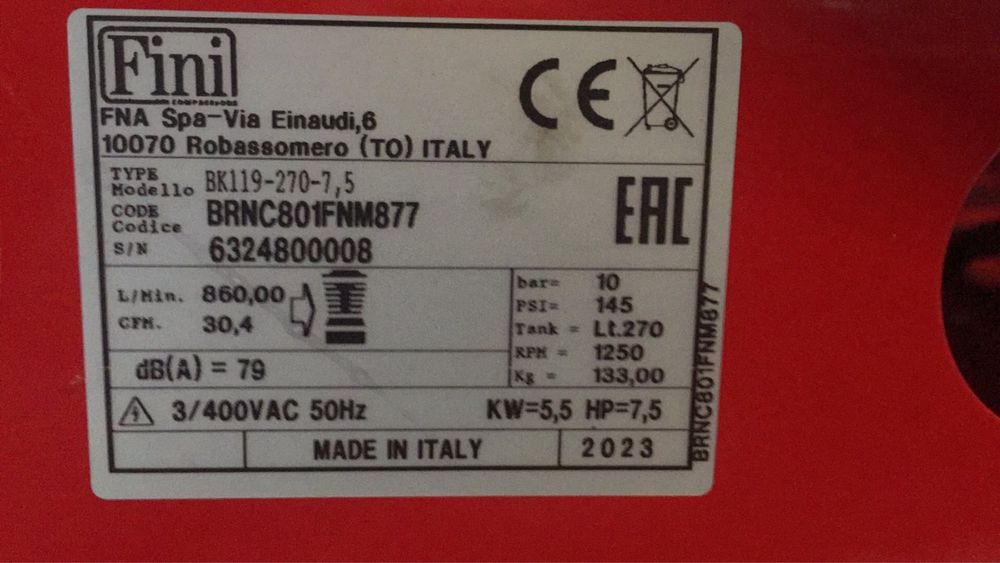 Fini
COMPRESSORS
FNA Spa-Via Einaudi,6
10070 Robassomero (TO) ITALY
CE
TYPE
Modello BK119-270-7,5
CODE
Codice BRNC801FNM877
S/N 6324800008
EAC
L/Min. 860,00
CFM. 30,4
dB(A) = 79
bar= 10
PSI= 145
Tank = Lt.270
RPM = 1250
Kg = 133,00
3/400VAC 50Hz KW=5,5 HP=7,5
MADE IN ITALY 2023
BRNC801FNM877